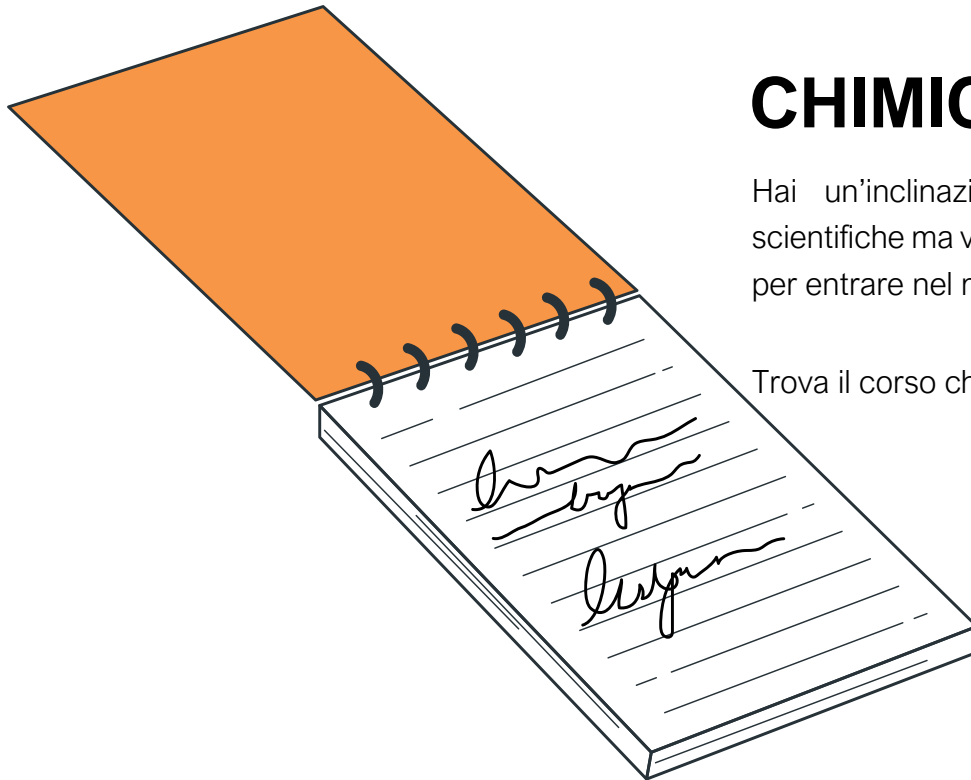 CHIMIC
Hai un’inclinazi
scientifiche ma v
per entrare nel r
Trova il corso ch